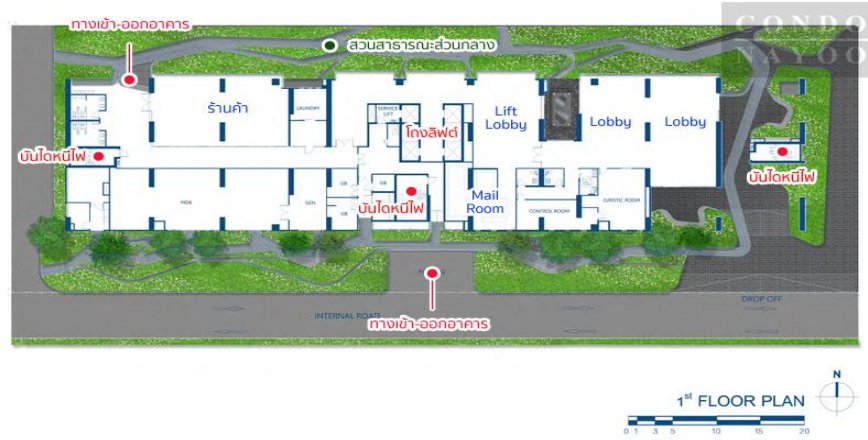 CONDO
NAYOO
ทางเข้า-ออกอาคาร
สวนสาธารณะส่วนกลาง
ร้านค้า
LAUNDRY
SERVICE
LIFT
โถงลิฟต์
Lift
Lobby
Lobby
Lobby
บันไดหนีไฟ
บันไดหนีไฟ
MDB
GEN
GB
GB
GB
บันไดหนีไฟ
Mail
Room
CONTROL ROOM
JURISTIC ROOM
ทางเข้า-ออกอาคาร
INTERNAL ROAD
DROP OFF
N
1st FLOOR PLAN
0 1 3 5 10 15 20